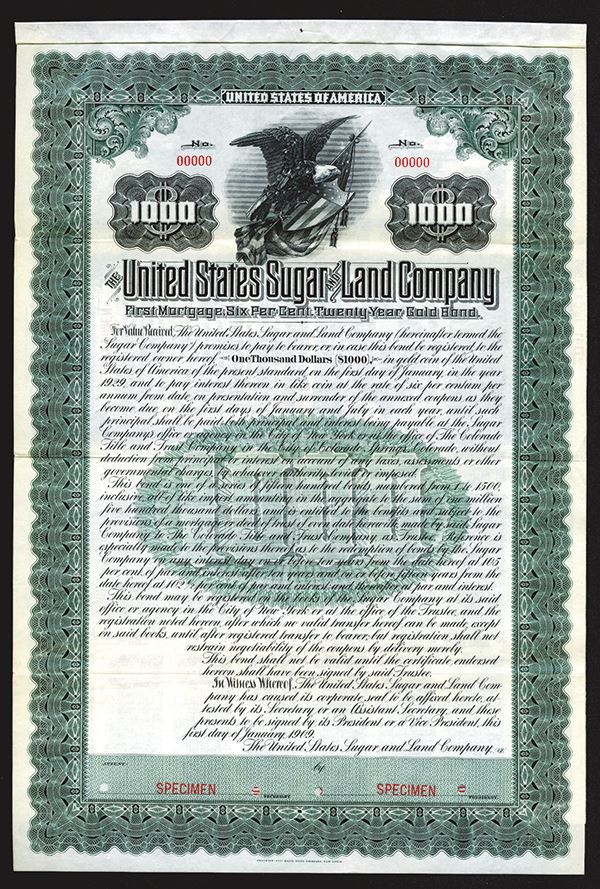 UNITED STATES OF AMERICA
No. No.
00000 00000
1000 1000
THE United States Sugar AND Land Company
First Mortgage, Six Per Cent. Twenty Year Gold Bond.
For Value Received, The United States Sugar and Land Company (hereinafter termed the
Sugar Company) promises to pay to bearer, or, in case this bond be registered, to the
registered owner hereof One Thousand Dollars ($1000), in gold coin of the United
States of America of the present standard, on the first day of January, in the year
1929, and to pay interest thereon in like coin at the rate of six per centum per
annum from date, on presentation and surrender of the annexed coupons as they
become due, on the first days of January and July in each year, until such
principal shall be paid, both principal and interest being payable at the Sugar
Company's office or agency in the City of New York or at the office of The Colorado
Title and Trust Company, in the City of Colorado Springs, Colorado, without
deduction from principal or interest on account of any taxes, assessments or other
governmental charges, by whatever authority levied or imposed.
This bond is one of a series of fifteen hundred bonds, numbered from 1 to 1500,
inclusive, all of like import, amounting in the aggregate to the sum of one million
five hundred thousand dollars, and is entitled to the benefits and subject to the
provisions of a mortgage or deed of trust of even date herewith, made by said Sugar
Company to The Colorado Title and Trust Company, as Trustee. Reference is
especially made to the provisions thereof as to the redemption of bonds by the Sugar
Company on any interest day on or before ten years from the date hereof at 105
per cent. of par and interest, after ten years and on or before fifteen years from the
date hereof at 102½ per cent. of par and interest, and thereafter at par and interest.
This bond may be registered on books of the Sugar Company at its said
office or agency in the City of New York or at the office of the Trustee, and the
registration noted hereon, after which no valid transfer hereof can be made, except
on said books, until after registered transfer to bearer, but registration shall not
restrain negotiability of the coupons by delivery merely.
This bond shall not be valid until the certificate endorsed
hereon shall have been signed by said Trustee.
In Witness Whereof, The United States Sugar and Land Com-
pany has caused its corporate seal to be affixed hereto, at-
tested by its Secretary or an Assistant Secretary, and these
presents to be signed by its President or a Vice President, this
first day of January, 1909.
The United States Sugar and Land Company,
ATTEST: by
SPECIMEN SECRETARY. SPECIMEN PRESIDENT.